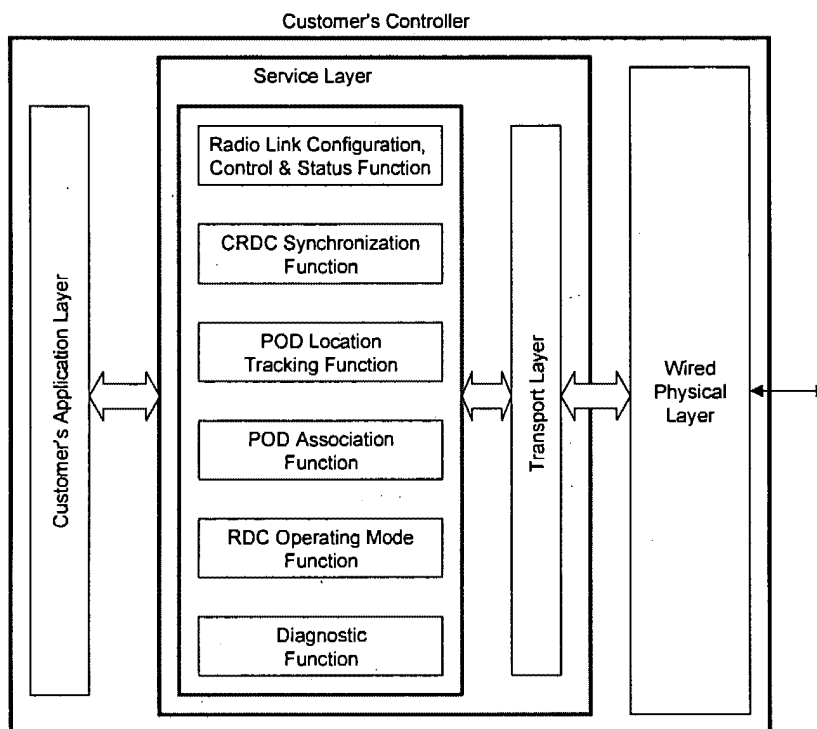 Customer's Controller
Service Layer
Customer's Application Layer
Radio Link Configuration,
Control & Status Function
CRDC Synchronization
Function
POD Location
Tracking Function
POD Association
Function
RDC Operating Mode
Function
Diagnostic
Function
Transport Layer
Wired
Physical
Layer